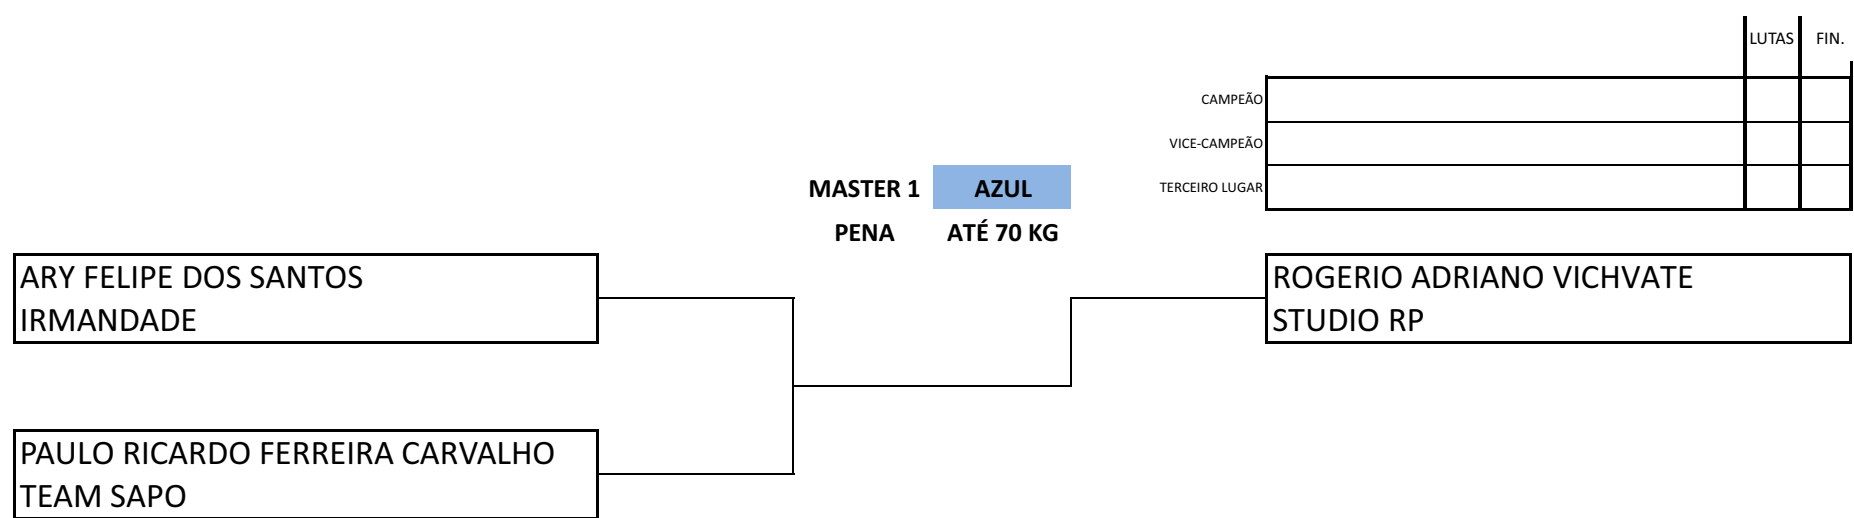 LUTAS FIN.
CAMPEÃO
VICE-CAMPEÃO
MASTER 1 AZUL TERCEIRO LUGAR
PENA ATÉ 70 KG
ARY FELIPE DOS SANTOS
IRMANDADE
ROGERIO ADRIANO VICHVATE
STUDIO RP
PAULO RICARDO FERREIRA CARVALHO
TEAM SAPO